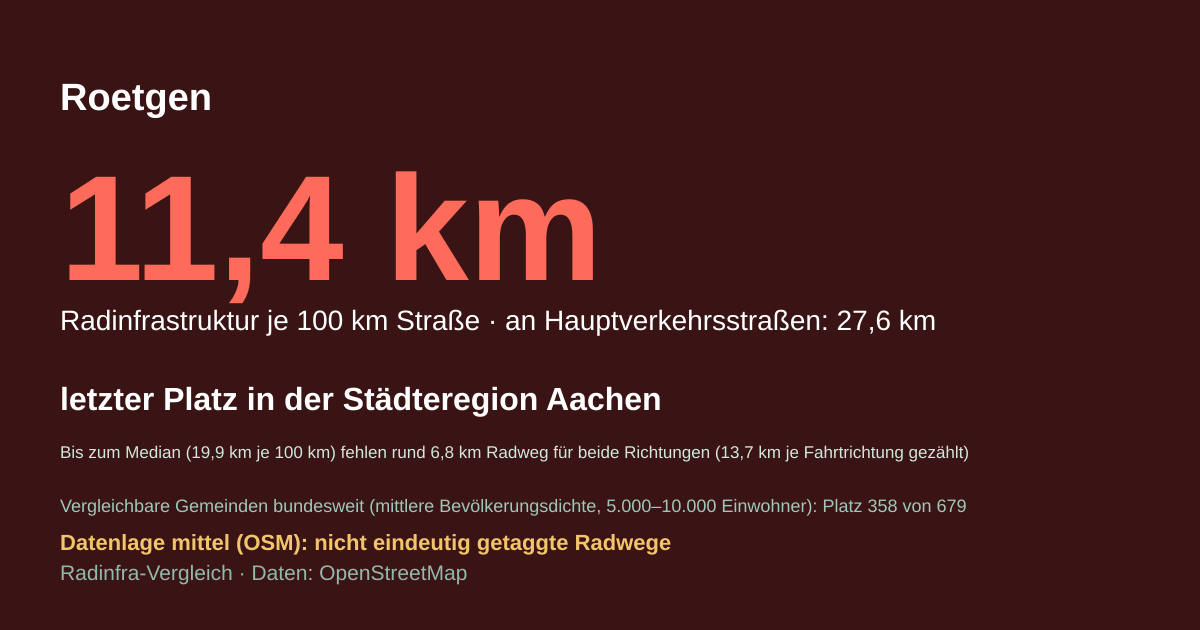 Roetgen
11,4 km
Radinfrastruktur je 100 km Straße · an Hauptverkehrsstraßen: 27,6 km
letzter Platz in der Städteregion Aachen
Bis zum Median (19,9 km je 100 km) fehlen rund 6,8 km Radweg für beide Richtungen (13,7 km je Fahrtrichtung gezählt)
Vergleichbare Gemeinden bundesweit (mittlere Bevölkerungsdichte, 5.000–10.000 Einwohner): Platz 358 von 679
Datenlage mittel (OSM): nicht eindeutig getaggte Radwege
Radinfra-Vergleich · Daten: OpenStreetMap